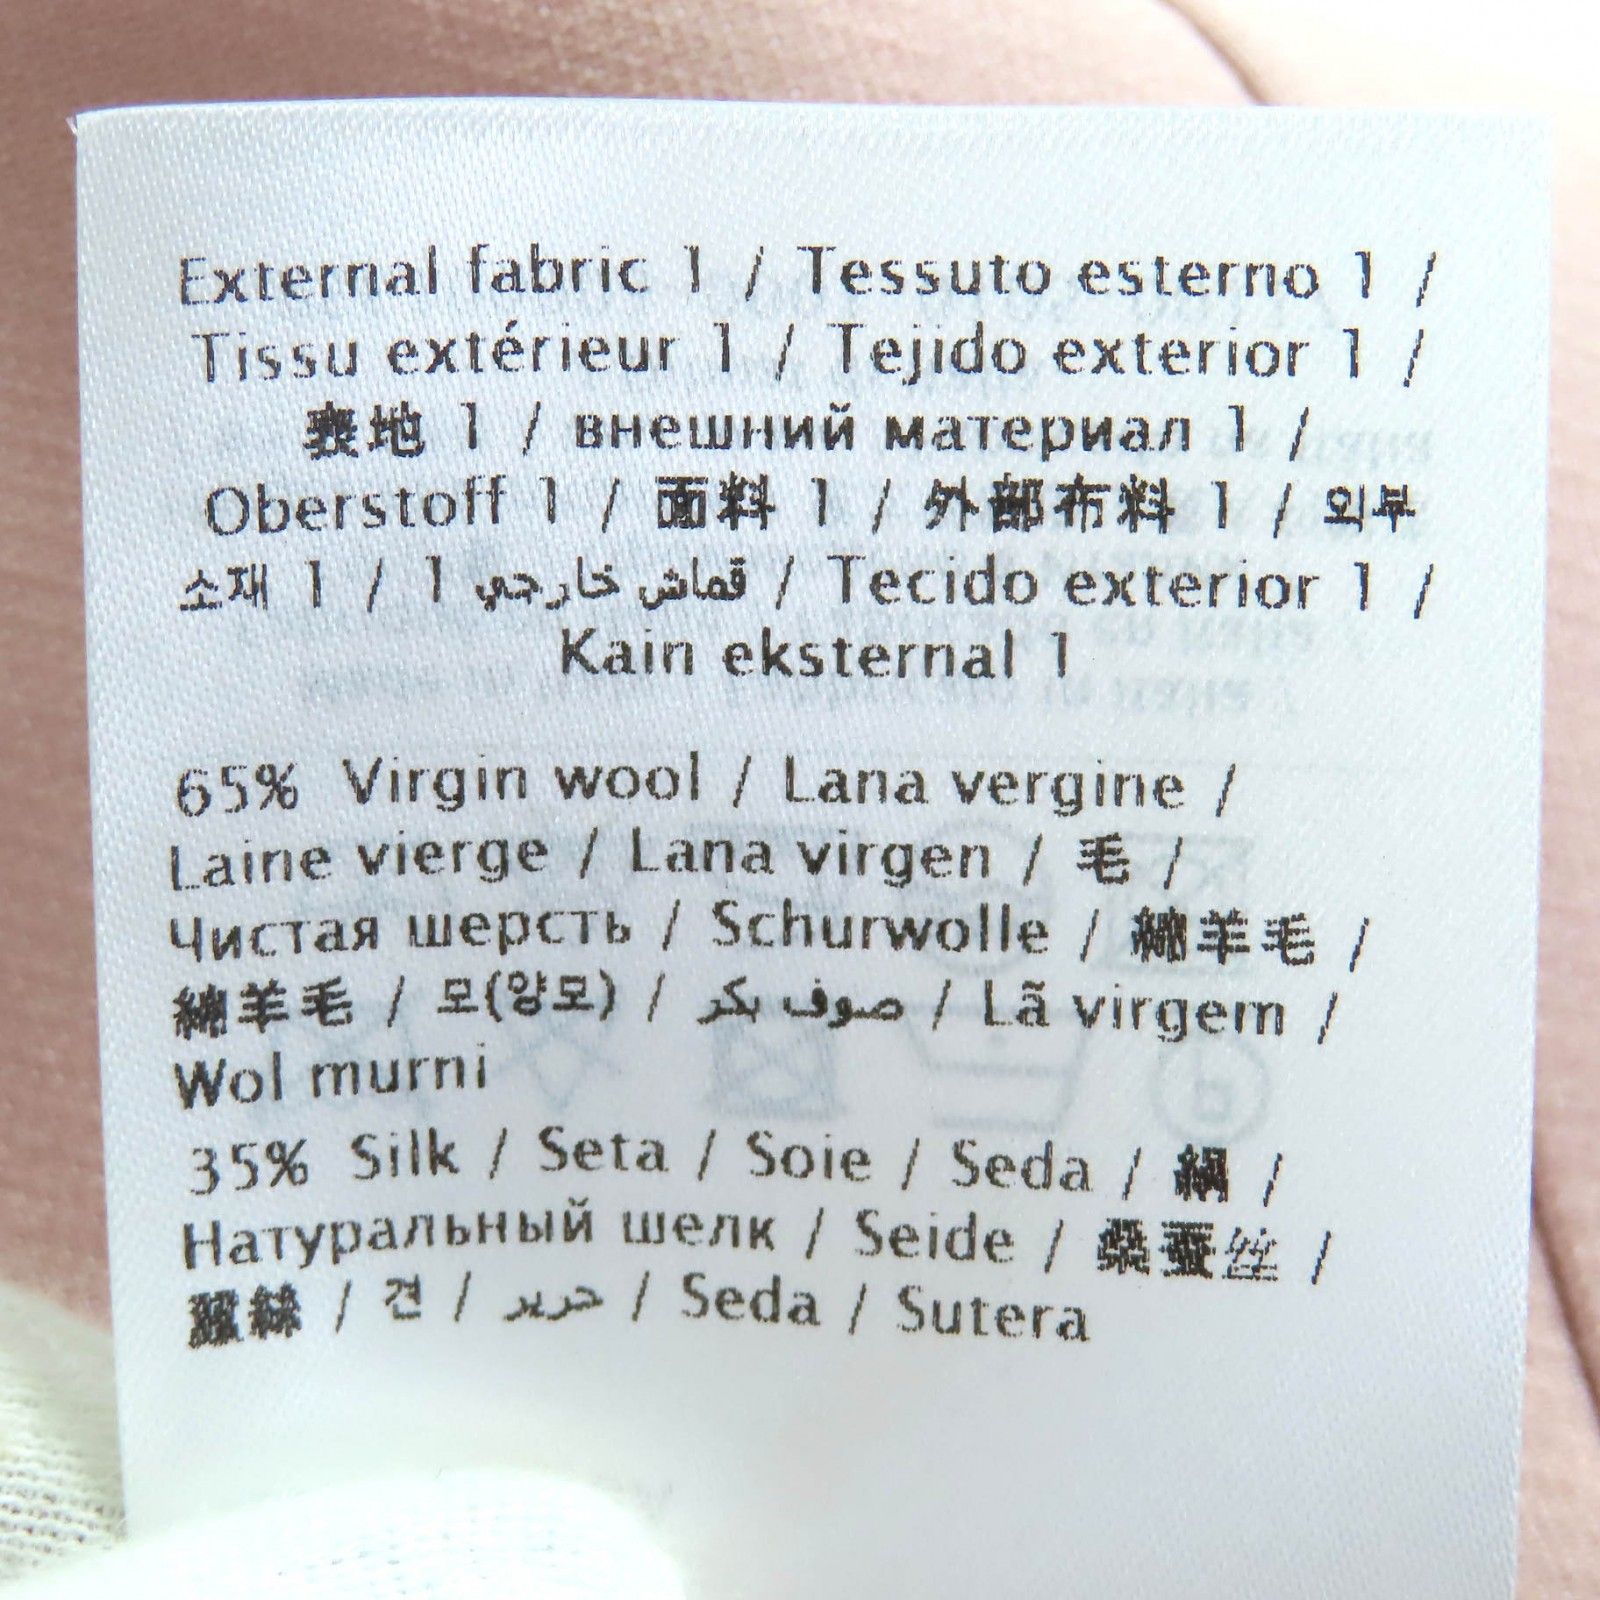 External fabric 1 / Tessuto esterno 1 /
Tissu extérieur 1 / Tejido exterior 1 /
表地 1 / внешний материал 1 /
Oberstoff 1 / 面料 1 / 外部布料 1 / 외부
소재 1 / 1 قماش خارجي / Tecido exterior 1 /
Kain eksternal 1
65% Virgin wool / Lana vergine /
Laine vierge / Lana virgen / 毛 /
Чистая шерсть / Schurwolle / 綿羊毛 /
綿羊毛 / 모(양모) / صوف بكر / Lã virgem /
Wol murni
35% Silk / Seta / Soie / Seda / 絹 /
Натуральный шелк / Seide / 桑蚕丝 /
蠶絲 / 견 / حرير / Seda / Sutera